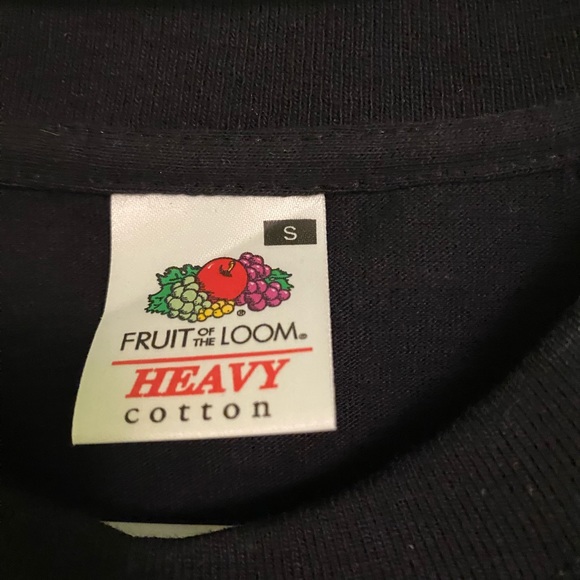 S
FRUIT OF THE LOOM®
HEAVY
cotton